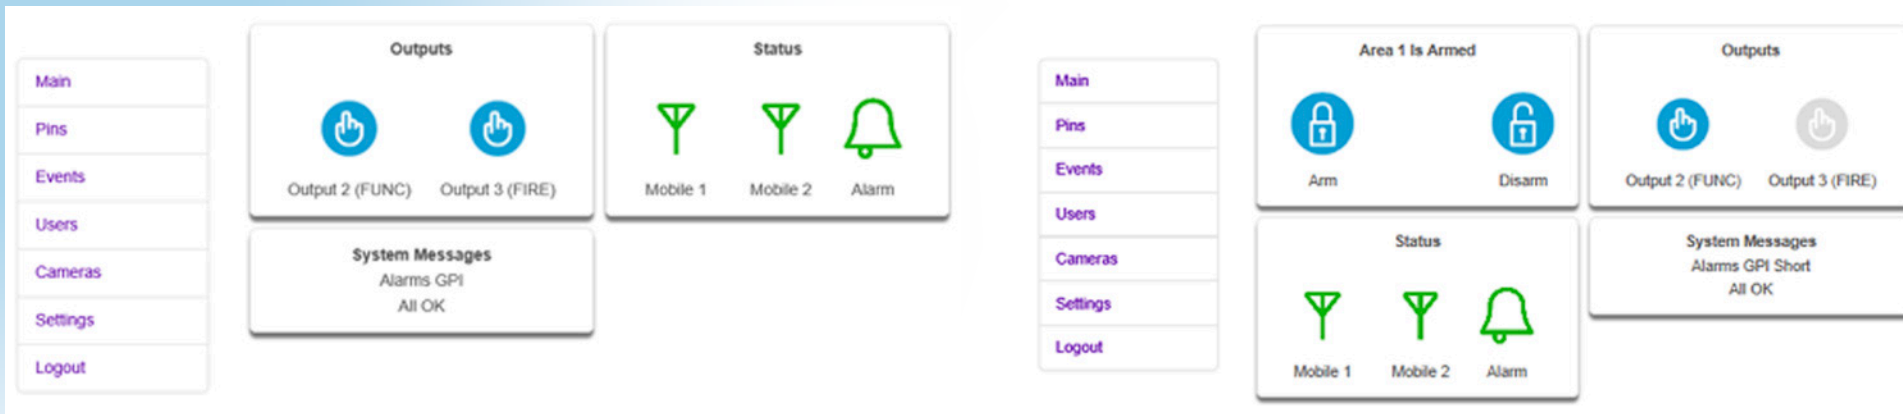 Main
Pins
Events
Users
Cameras
Settings
Logout
Outputs
Output 2 (FUNC) Output 3 (FIRE)
Status
Mobile 1 Mobile 2 Alarm
System Messages
Alarms GPI
All OK
Main
Pins
Events
Users
Cameras
Settings
Logout
Area 1 Is Armed
Arm Disarm
Outputs
Output 2 (FUNC) Output 3 (FIRE)
Status
Mobile 1 Mobile 2 Alarm
System Messages
Alarms GPI Short
All OK